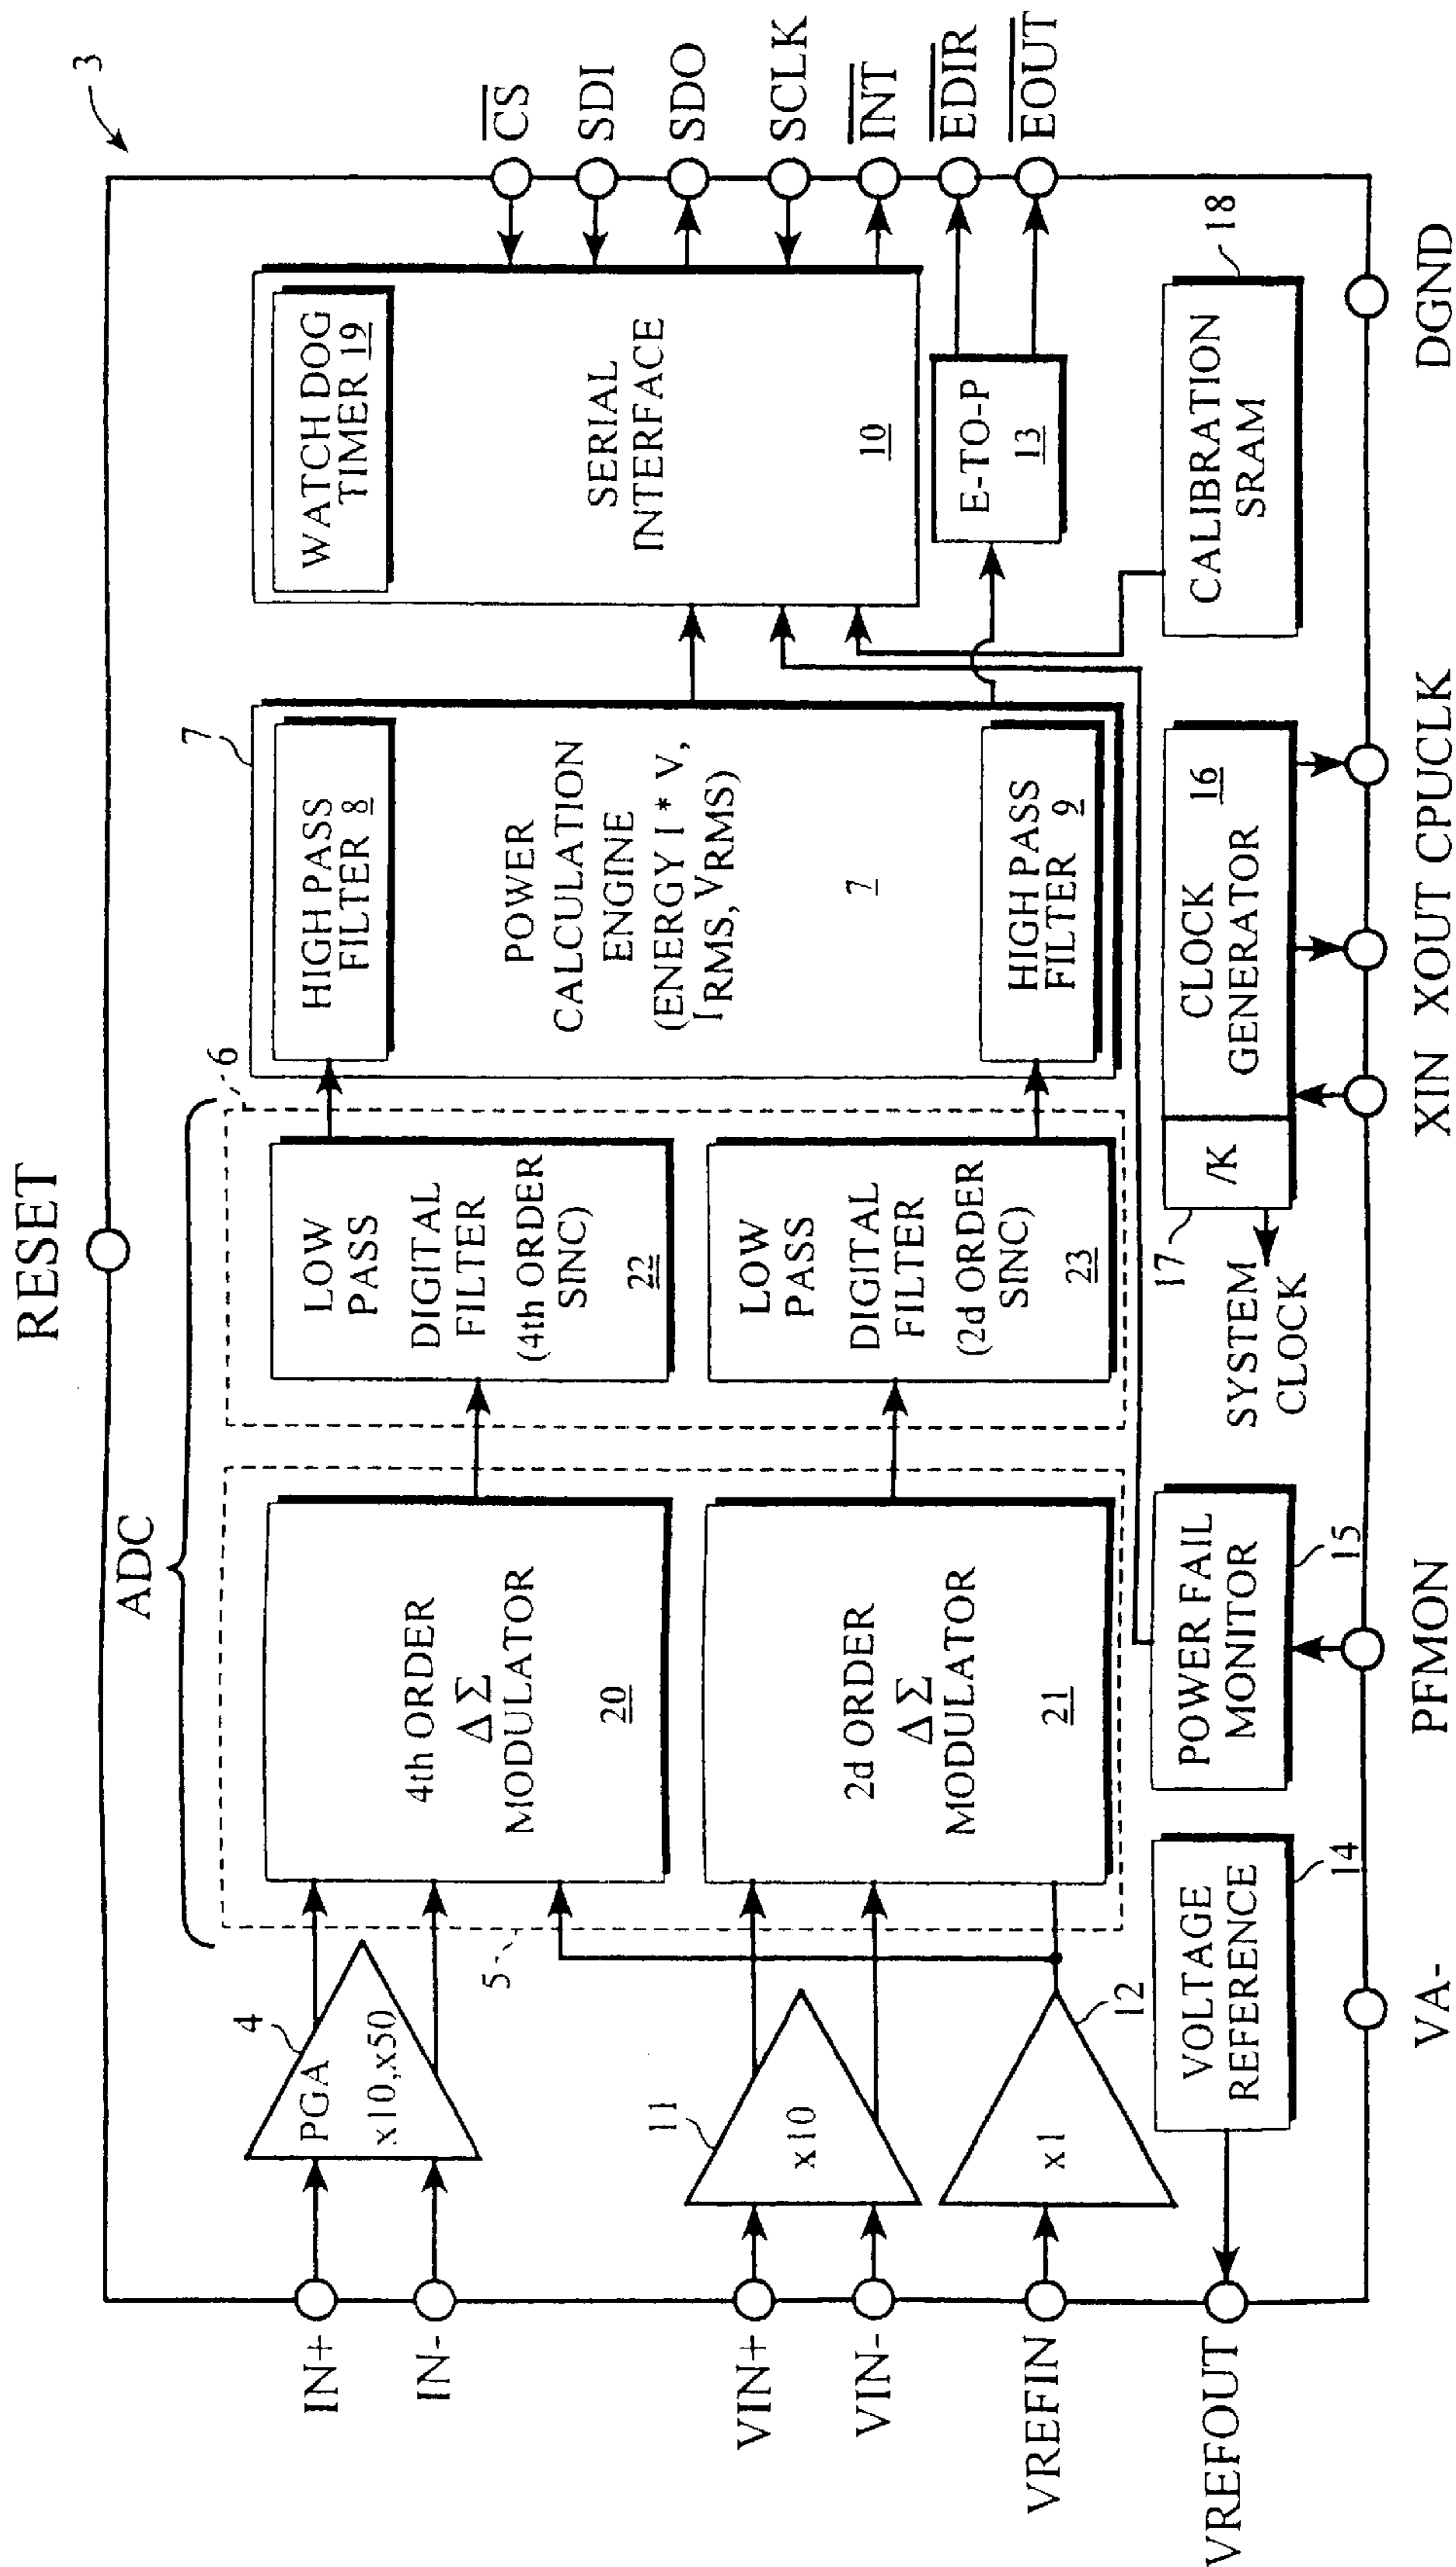 RESET
3
ADC
6
7
IN+
IN-
4
PGA
x10,x50
5
4th ORDER
ΔΣ
MODULATOR
20
LOW
PASS
DIGITAL
FILTER
(4th ORDER
SINC)
22
HIGH PASS
FILTER 8
POWER
CALCULATION
ENGINE
(ENERGY I * V,
IRMS, VRMS)
7
HIGH PASS
FILTER 9
WATCH DOG
TIMER 19
SERIAL
INTERFACE
10
CS
SDI
SDO
SCLK
INT
EDIR
EOUT
VIN+
VIN-
11
x10
2d ORDER
ΔΣ
MODULATOR
21
LOW
PASS
DIGITAL
FILTER
(2d ORDER
SINC)
23
E-TO-P
13
VREFIN
x1
12
VREFOUT
VOLTAGE
REFERENCE
14
POWER FAIL
MONITOR
15
SYSTEM
CLOCK
17
/K
CLOCK
GENERATOR
16
CALIBRATION
SRAM
18
VA-
PFMON
XIN
XOUT
CPUCLK
DGND